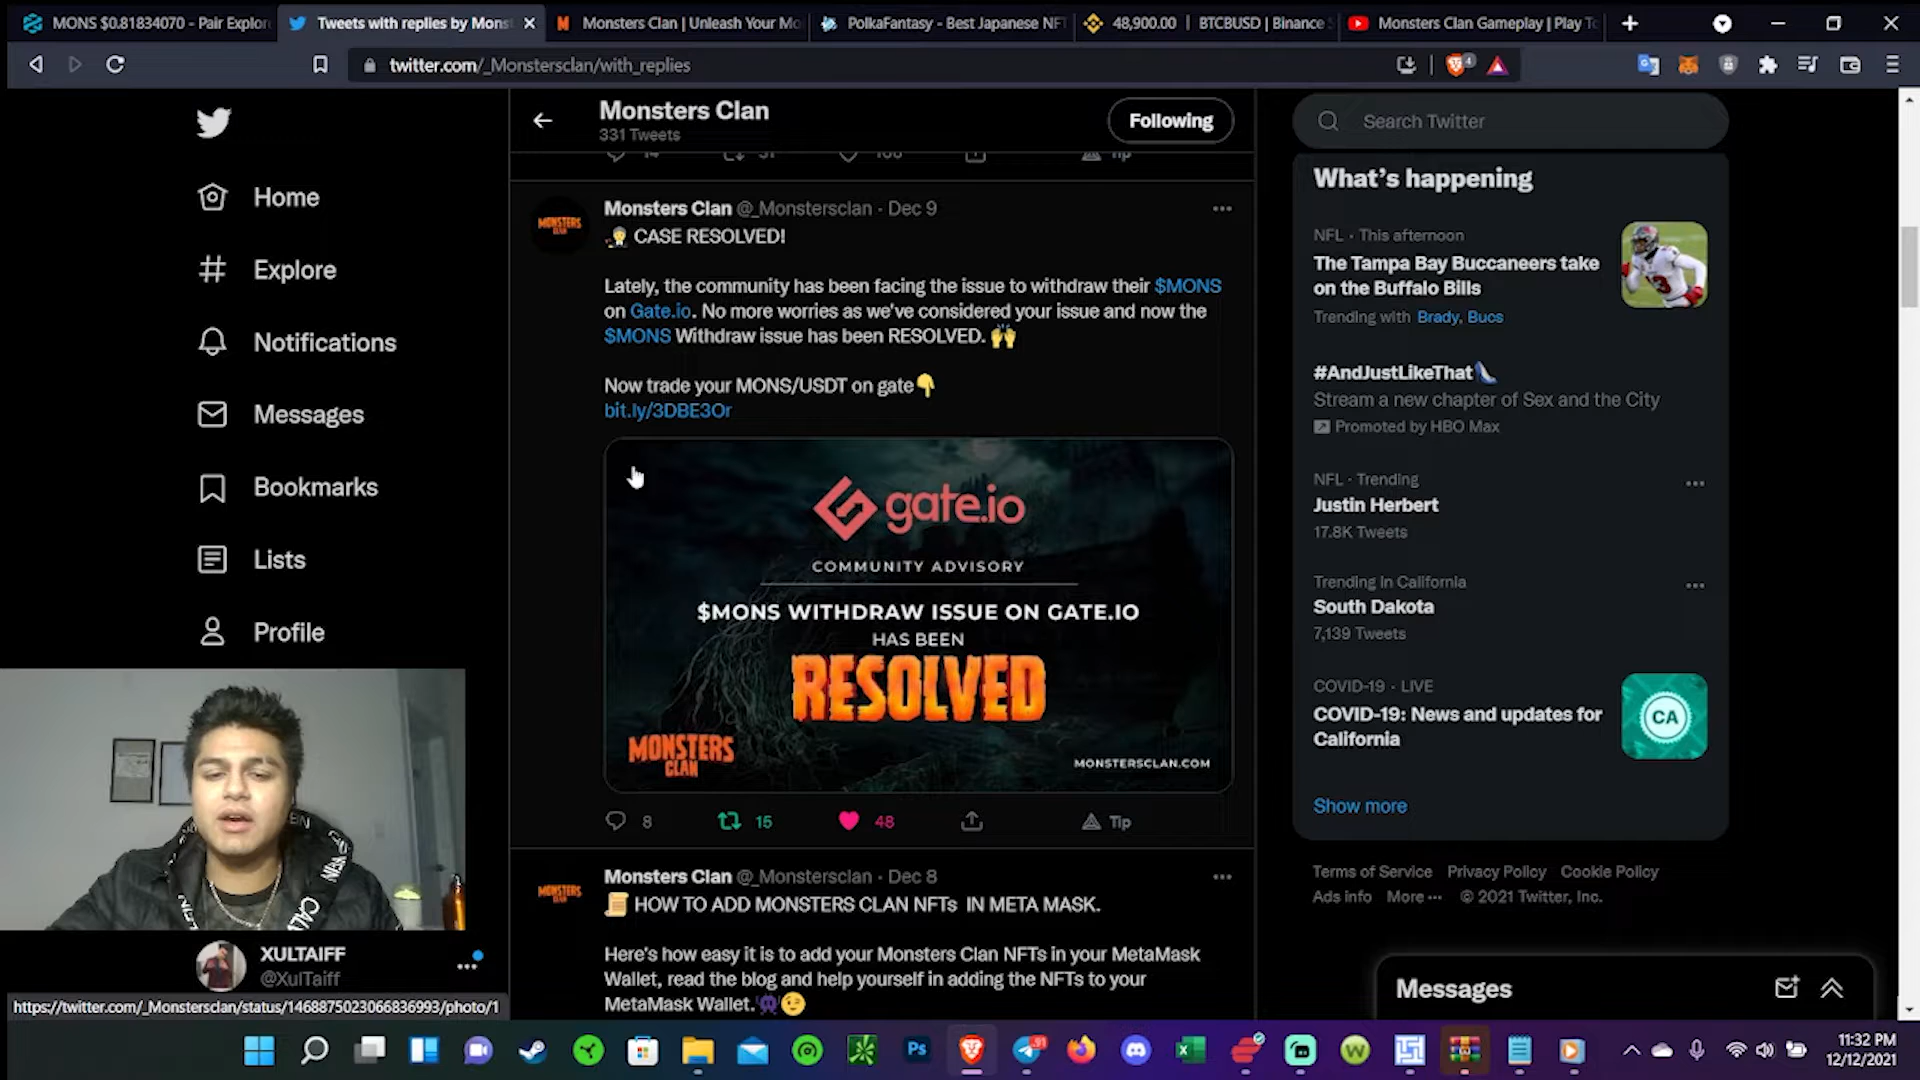 MONS $0.81834070 - Pair Explor
Tweets with replies by Mons
Monsters Clan | Unleash Your Mo
PolkaFantasy - Best Japanese NF
48,900.00 | BTCBUSD | Binance
Monsters Clan Gameplay | Play To
twitter.com/_Monstersclan/with_replies
4
Home
Explore
Notifications
Messages
Bookmarks
Lists
Profile
XULTAIFF
@XulTaiff
https://twitter.com/_Monstersclan/status/1468875023066836993/photo/1
Monsters Clan
331 Tweets
Following
14 31 Tip
Monsters Clan @_Monstersclan · Dec 9
CASE RESOLVED!
Lately, the community has been facing the issue to withdraw their $MONS
on Gate.io. No more worries as we've considered your issue and now the
$MONS Withdraw issue has been RESOLVED.
Now trade your MONS/USDT on gate
bit.ly/3DBE3Or
gate.io
COMMUNITY ADVISORY
$MONS WITHDRAW ISSUE ON GATE.IO
HAS BEEN
RESOLVED
MONSTERS
CLAN
MONSTERSCLAN.COM
8 15 48 Tip
Monsters Clan @_Monstersclan · Dec 8
HOW TO ADD MONSTERS CLAN NFTs IN META MASK.
Here's how easy it is to add your Monsters Clan NFTs in your MetaMask
Wallet, read the blog and help yourself in adding the NFTs to your
MetaMask Wallet.
MONSTERS
CLAN
MONSTERS
CLAN
Search Twitter
What's happening
NFL · This afternoon
The Tampa Bay Buccaneers take
on the Buffalo Bills
Trending with Brady, Bucs
#AndJustLikeThat
Stream a new chapter of Sex and the City
Promoted by HBO Max
NFL · Trending
Justin Herbert
17.8K Tweets
Trending In California
South Dakota
7,139 Tweets
COVID-19 · LIVE
COVID-19: News and updates for
California
CA
Show more
Terms of Service Privacy Policy Cookie Policy
Ads info More ··· © 2021 Twitter, Inc.
Messages
Ps
91
11:32 PM
12/12/2021